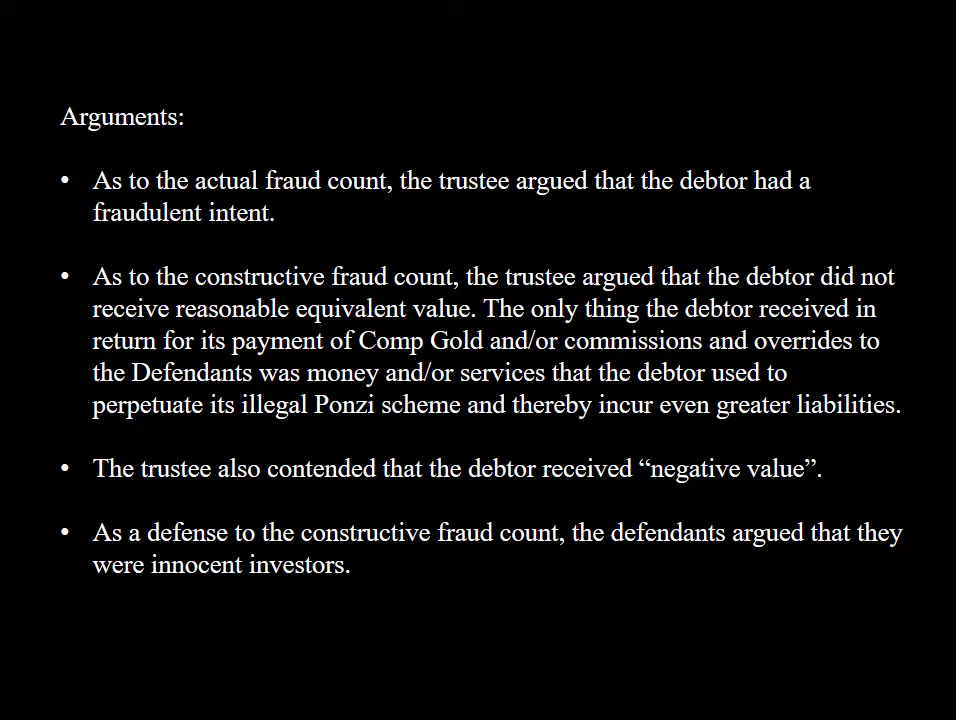 Arguments:
• As to the actual fraud count, the trustee argued that the debtor had a
fraudulent intent.
• As to the constructive fraud count, the trustee argued that the debtor did not
receive reasonable equivalent value. The only thing the debtor received in
return for its payment of Comp Gold and/or commissions and overrides to
the Defendants was money and/or services that the debtor used to
perpetuate its illegal Ponzi scheme and thereby incur even greater liabilities.
• The trustee also contended that the debtor received “negative value”.
• As a defense to the constructive fraud count, the defendants argued that they
were innocent investors.